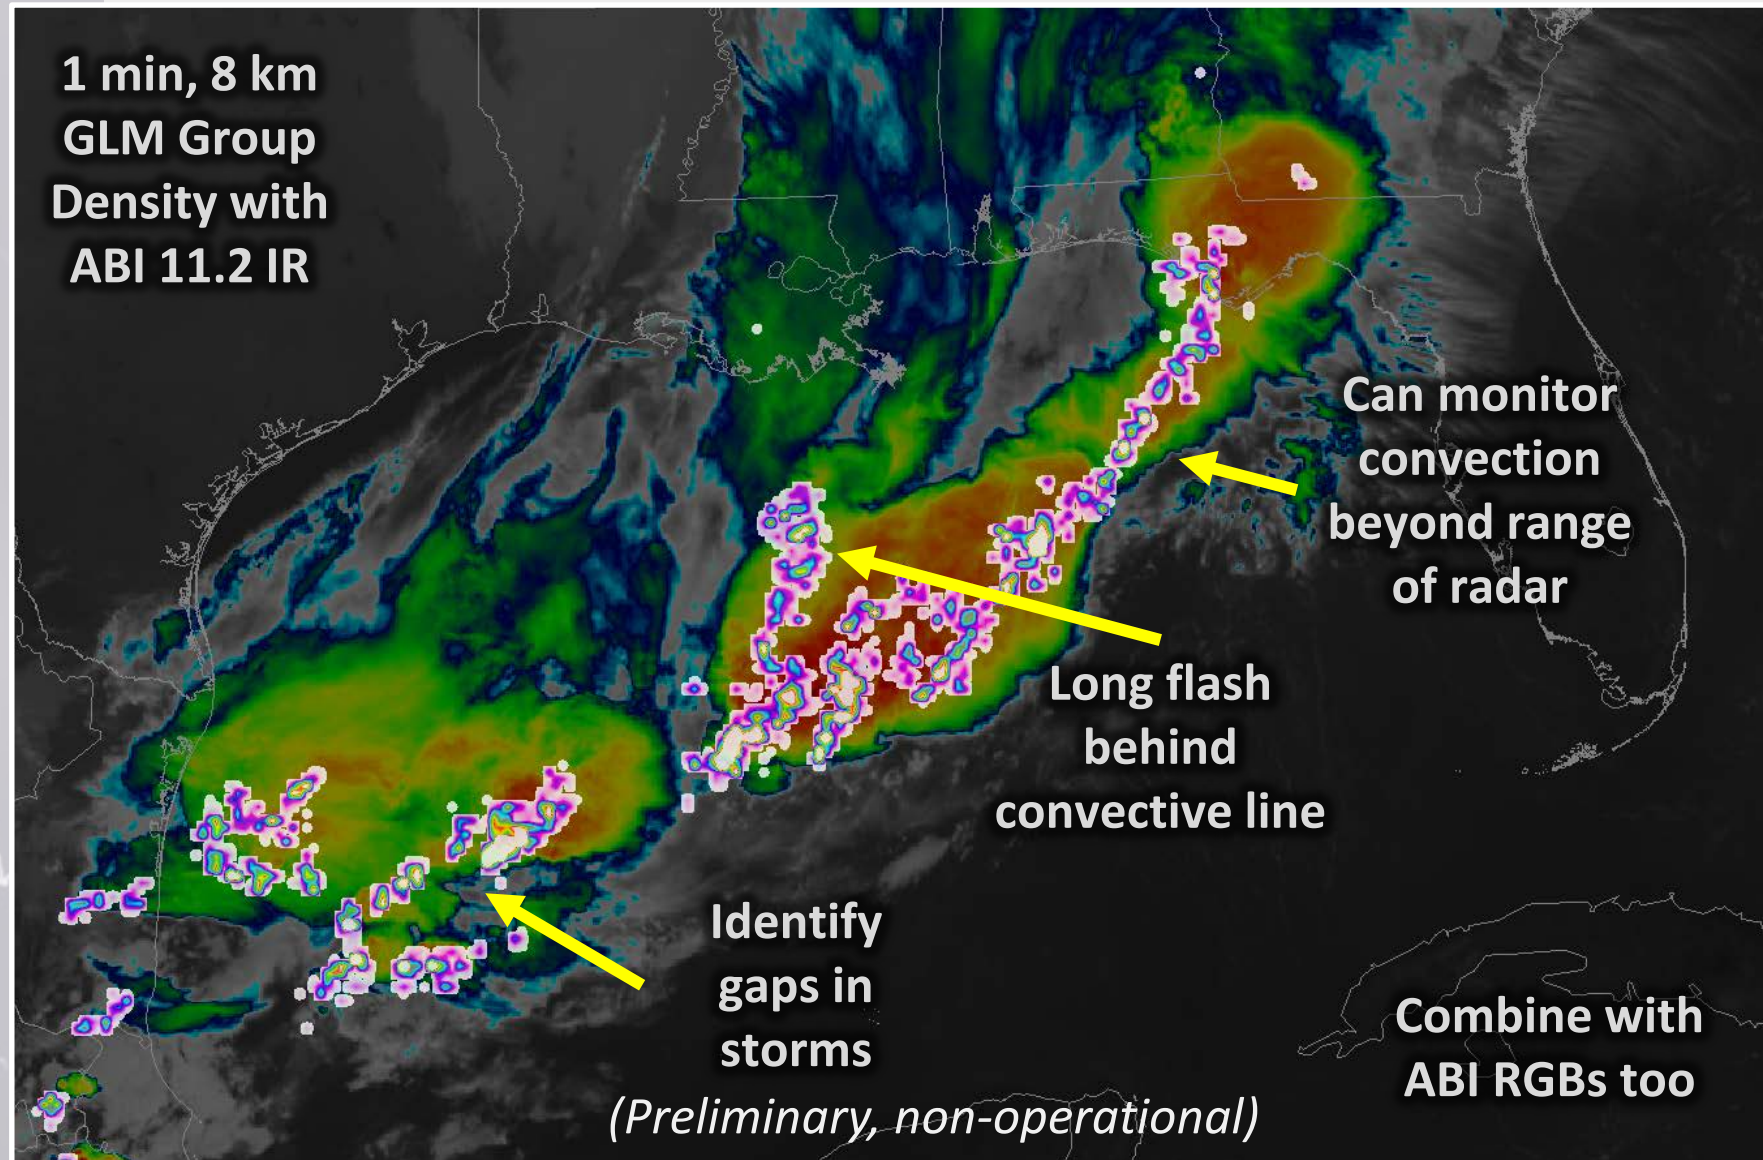 1 min, 8 km
GLM Group
Density with
ABI 11.2 IR
Can monitor
convection
beyond range
of radar
Long flash
behind
convective line
Identify
gaps in
storms
Combine with
ABI RGBs too
(Preliminary, non-operational)